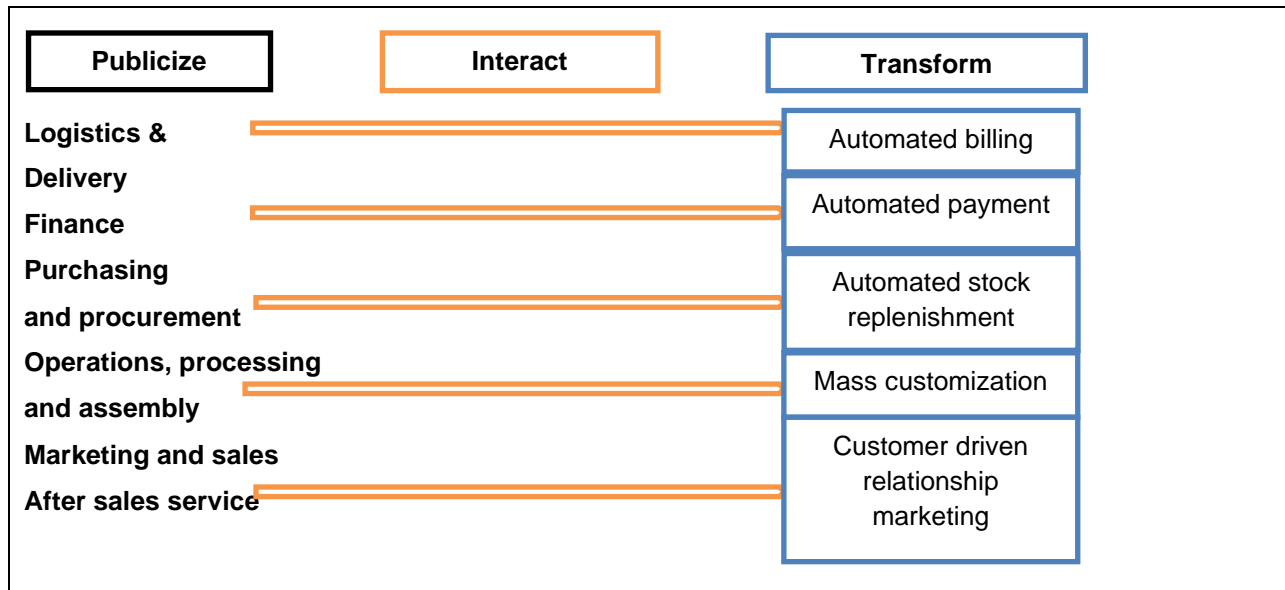 Publicize
Interact
Transform
Logistics &
Delivery
Finance
Purchasing
and procurement
Operations, processing
and assembly
Marketing and sales
After sales service
Automated billing
Automated payment
Automated stock
replenishment
Mass customization
Customer driven
relationship
marketing